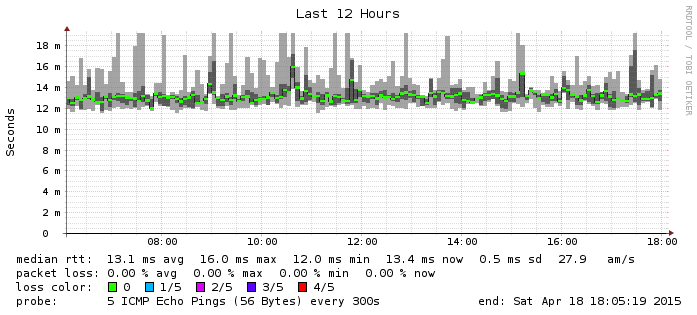 Last 12 Hours
RRDTOOL / TOBI OETIKER
Seconds
18 m
16 m
14 m
12 m
10 m
8 m
6 m
4 m
2 m
0
08:00 10:00 12:00 14:00 16:00 18:00
median rtt: 13.1 ms avg 16.0 ms max 12.0 ms min 13.4 ms now 0.5 ms sd 27.9 am/s
packet loss: 0.00 % avg 0.00 % max 0.00 % min 0.00 % now
loss color: 0 1/5 2/5 3/5 4/5
probe: 5 ICMP Echo Pings (56 Bytes) every 300s end: Sat Apr 18 18:05:19 2015